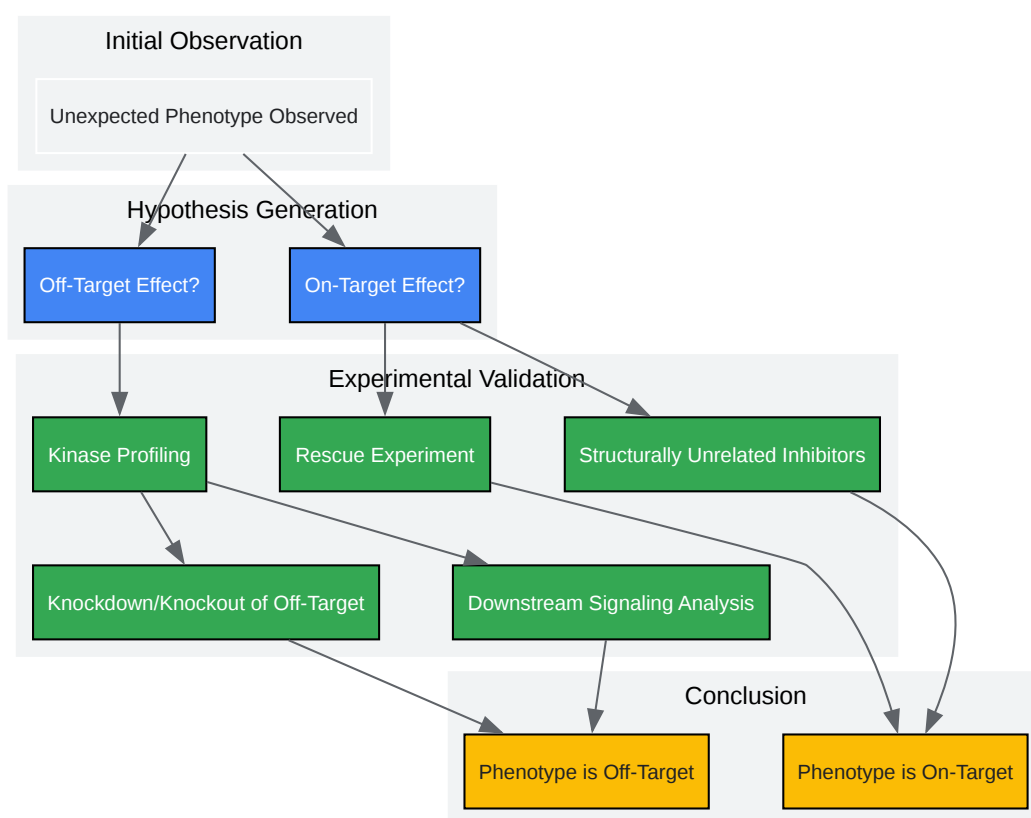 Initial Observation
Unexpected Phenotype Observed
Hypothesis Generation
Off-Target Effect?
On-Target Effect?
Experimental Validation
Kinase Profiling
Rescue Experiment
Structurally Unrelated Inhibitors
Knockdown/Knockout of Off-Target
Downstream Signaling Analysis
Conclusion
Phenotype is Off-Target
Phenotype is On-Target